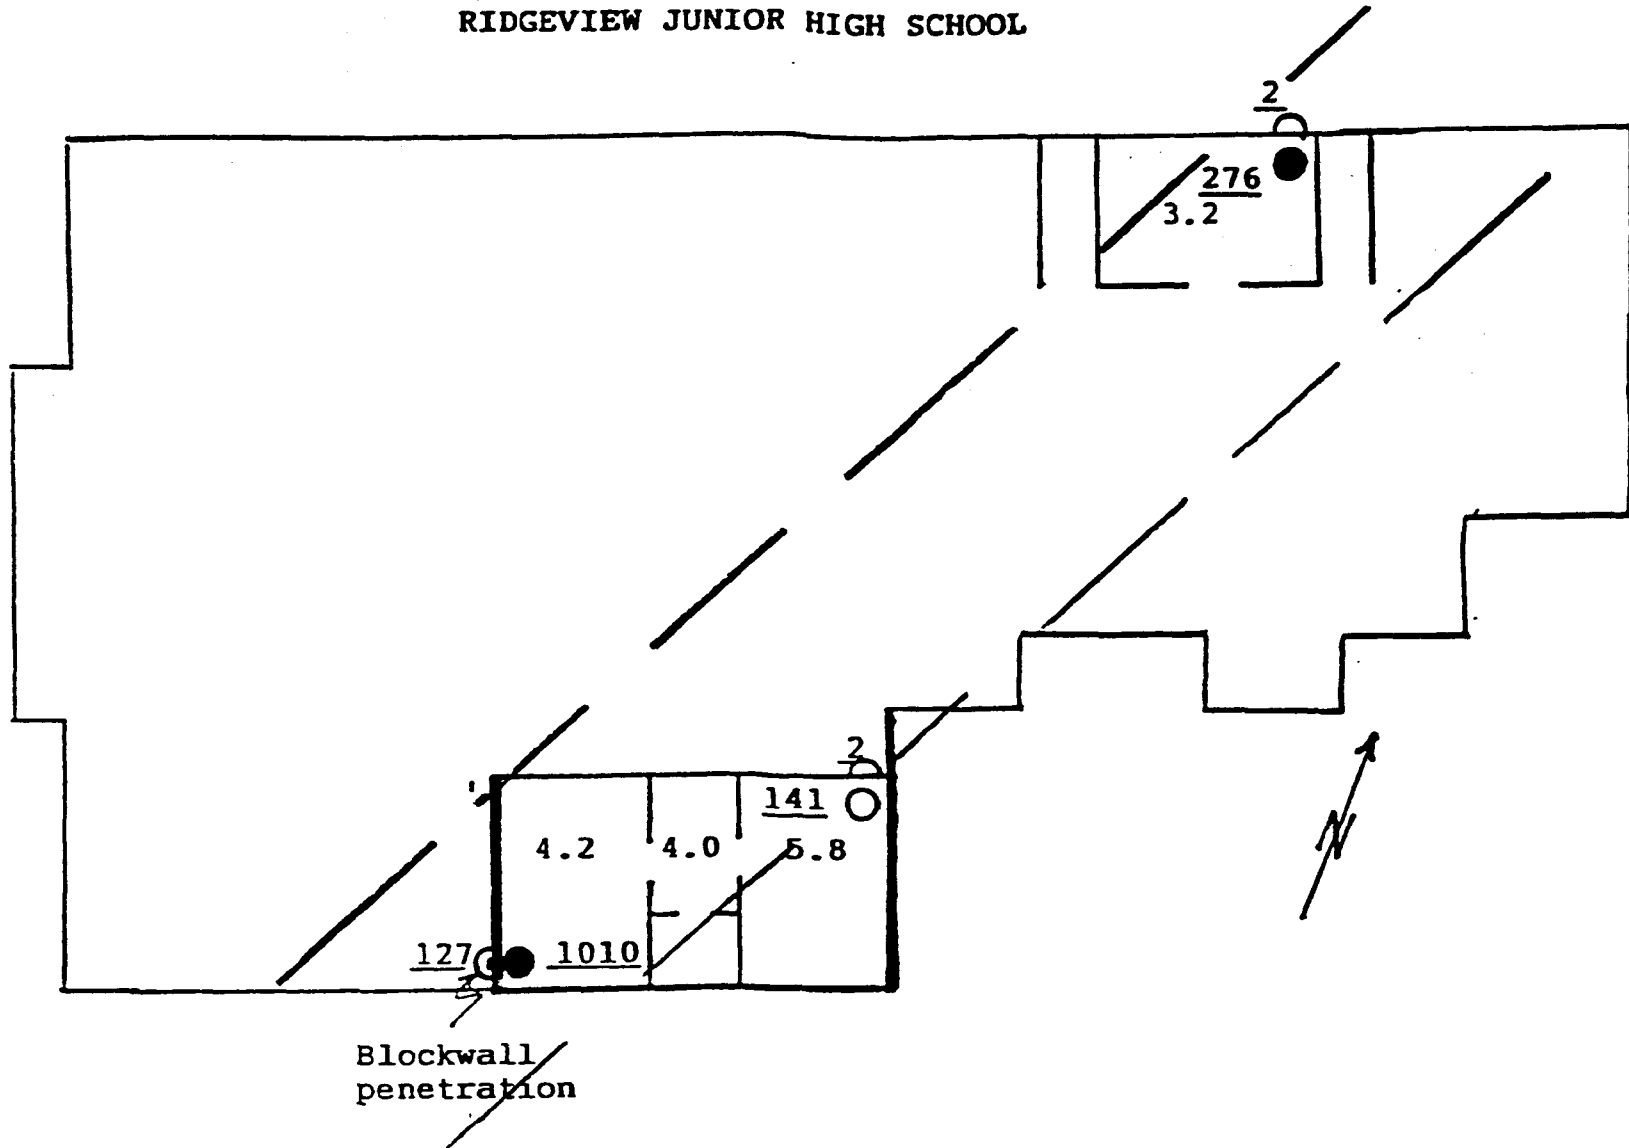 RIDGEVIEW JUNIOR HIGH SCHOOL
2
276
3.2
2
141
4.2 4.0 5.8
127 1010
Blockwall
penetration
N